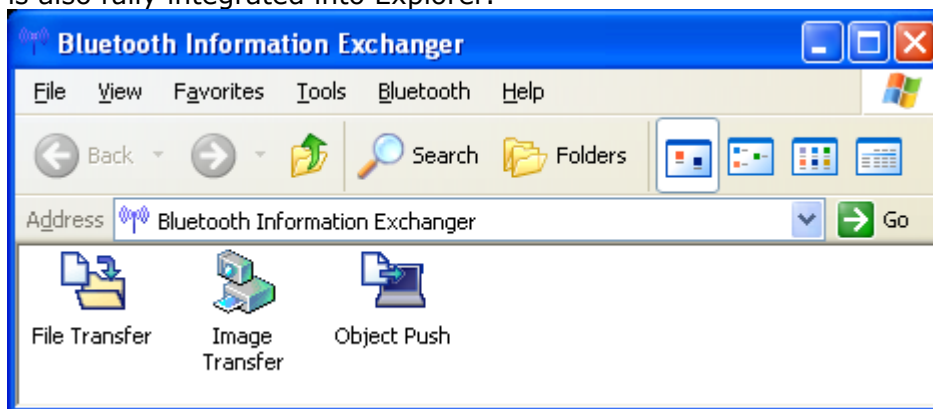 is also fully integrated into Explorer.
Bluetooth Information Exchanger
File View Favorites Tools Bluetooth Help
Back Search Folders
Address Bluetooth Information Exchanger Go
File Transfer Image Transfer Object Push